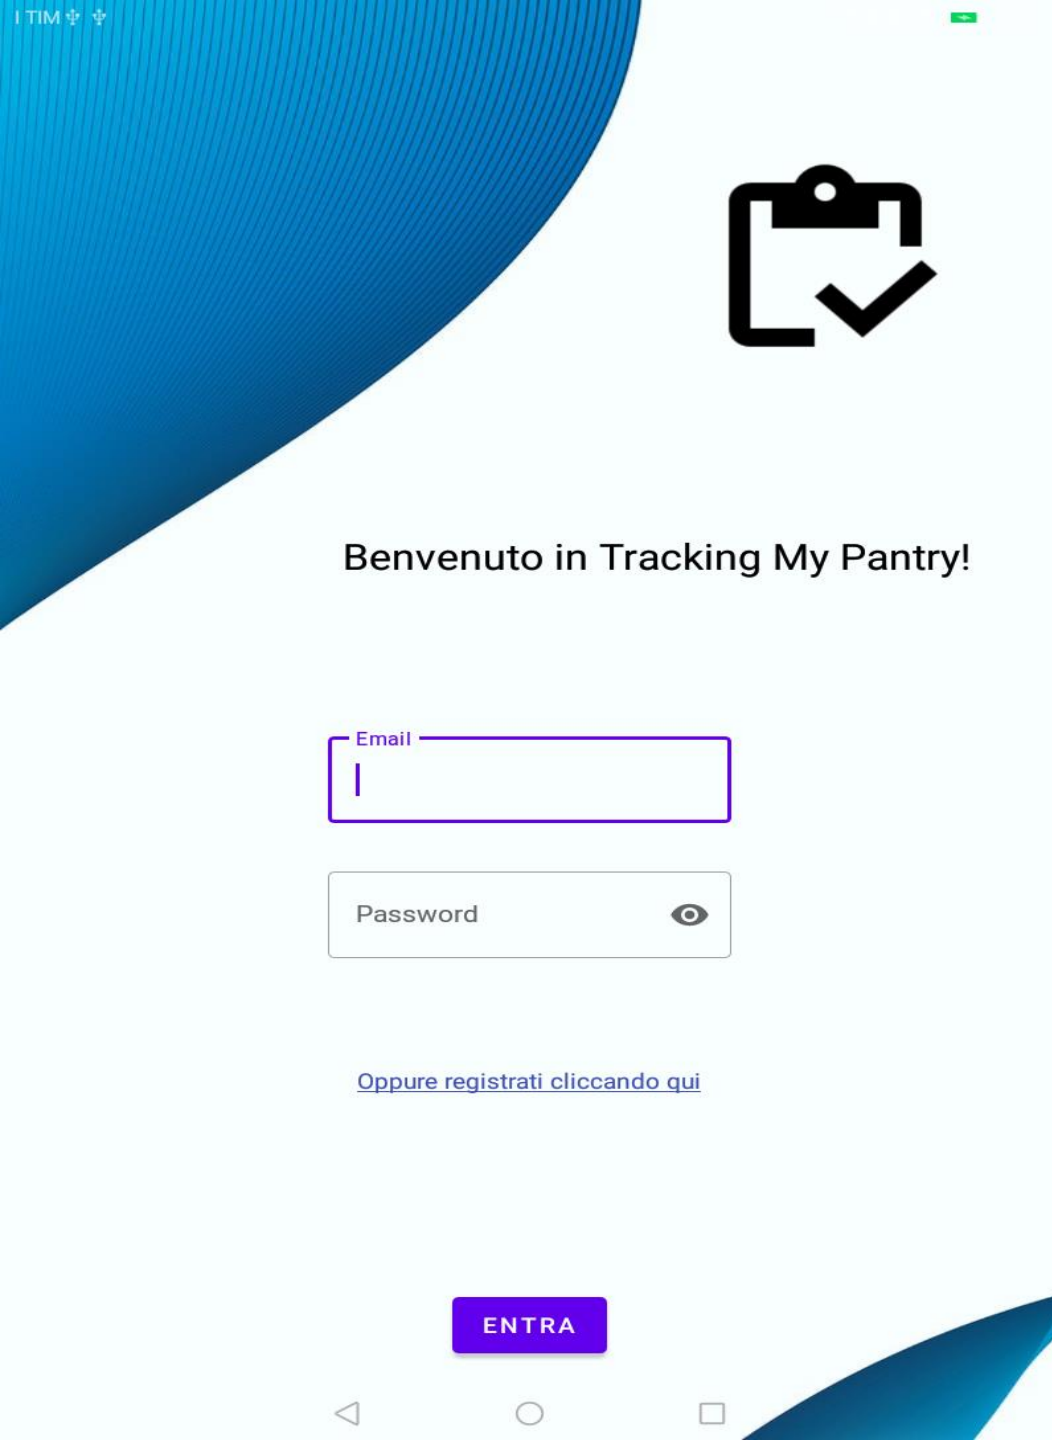 I TIM
Benvenuto in Tracking My Pantry!
Email
Password
Oppure registrati cliccando qui
ENTRA